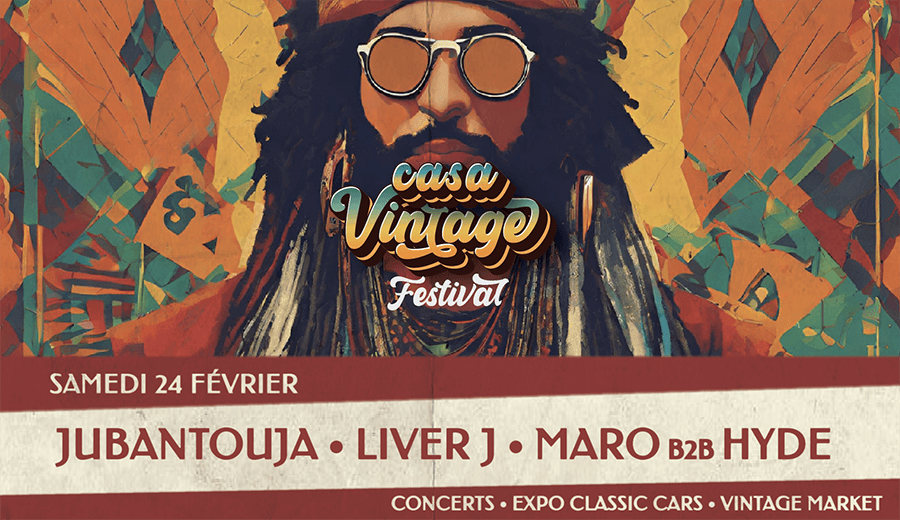 casa
Vintage
Festival
SAMEDI 24 FÉVRIER
JUBANTOUJA • LIVER J • MARO B2B HYDE
CONCERTS • EXPO CLASSIC CARS • VINTAGE MARKET